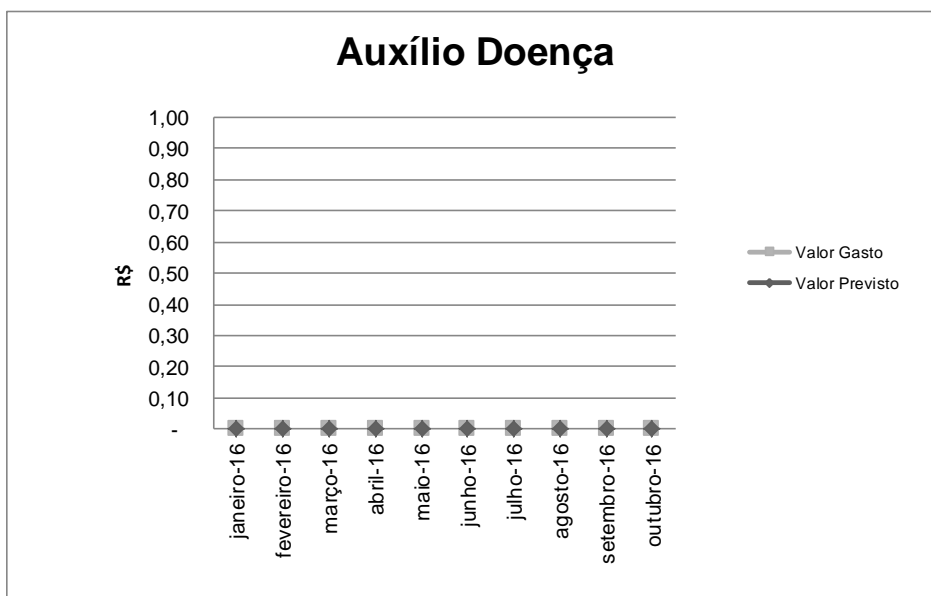 Auxílio Doença
R$
1,00
0,90
0,80
0,70
0,60
0,50
0,40
0,30
0,20
0,10
-
janeiro-16
fevereiro-16
março-16
abril-16
maio-16
junho-16
julho-16
agosto-16
setembro-16
outubro-16
Valor Gasto
Valor Previsto